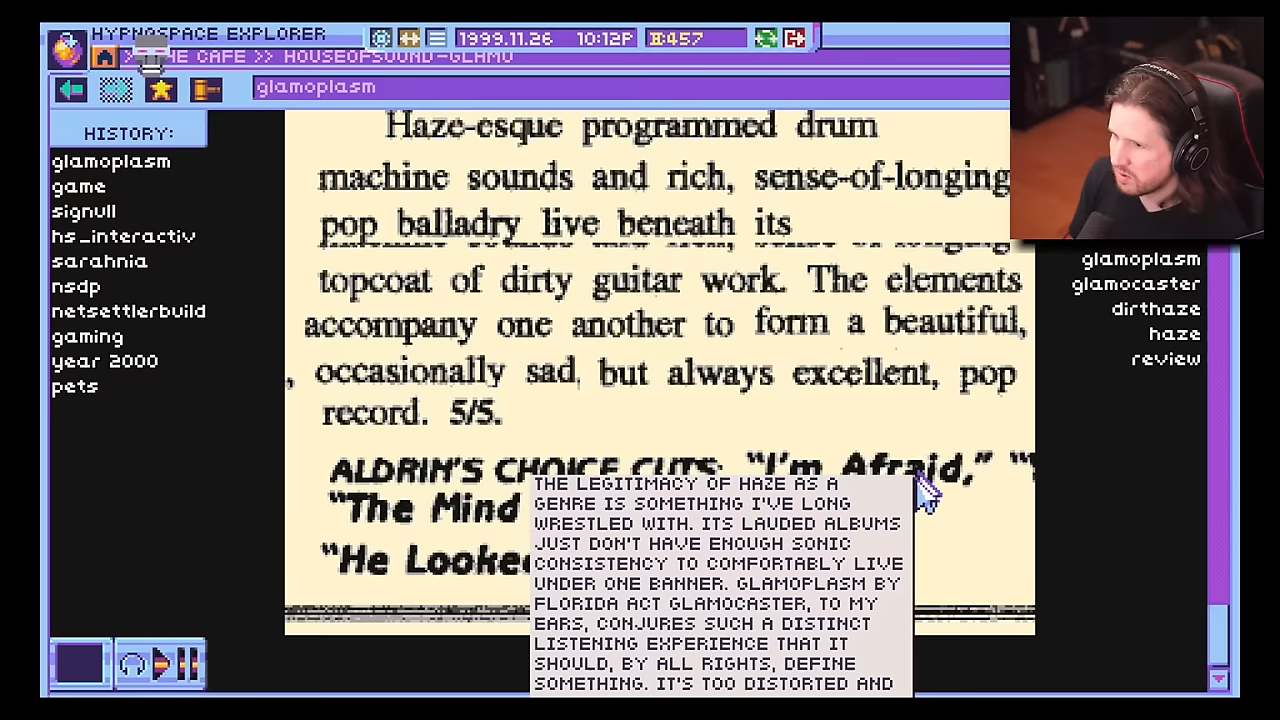 HYPNOSPACE EXPLORER
1999.11.26 10:12P 457
>> THE CAFE >> HOUSEOFSOUND-GLAMO
glamoplasm
HISTORY:
glamoplasm
game
signull
hs_interactiv
sarahnia
nsdp
netsettlerbuild
gaming
year 2000
pets
Haze-esque programmed drum
machine sounds and rich, sense-of-longing
pop balladry live beneath its
topcoat of dirty guitar work. The elements
accompany one another to form a beautiful,
, occasionally sad, but always excellent, pop
record. 5/5.
ALDRIN'S CHOICE CUTS: "I'm Afraid," "
"The Mind
"He Looked
THE LEGITIMACY OF HAZE AS A
GENRE IS SOMETHING I'VE LONG
WRESTLED WITH. ITS LAUDED ALBUMS
JUST DON'T HAVE ENOUGH SONIC
CONSISTENCY TO COMFORTABLY LIVE
UNDER ONE BANNER. GLAMOPLASM BY
FLORIDA ACT GLAMOCASTER, TO MY
EARS, CONJURES SUCH A DISTINCT
LISTENING EXPERIENCE THAT IT
SHOULD, BY ALL RIGHTS, DEFINE
SOMETHING. IT'S TOO DISTORTED AND
glamoplasm
glamocaster
dirthaze
haze
review